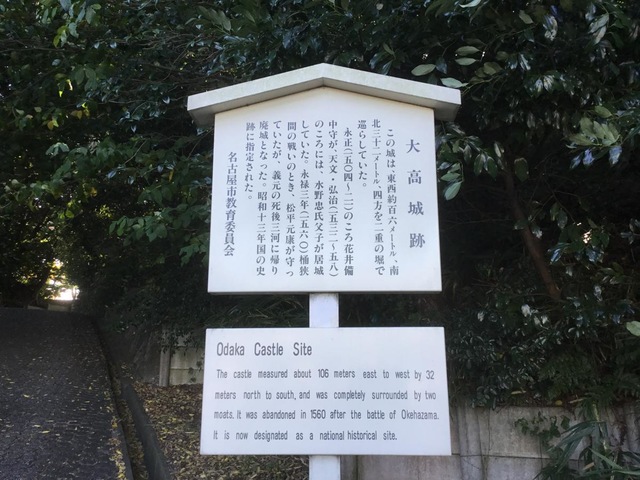 大高城跡
この城は、東西約百六メートル、南
北三十二メートル、四方を二重の堀で
巡らしていた。
永正（一五〇四〜二一）のころ花井備
中守が、天文・弘治（一五三二〜五八）
のころには、水野忠氏父子が居城
していた。永禄三年（一五六〇）桶狭
間の戦いのとき、松平元康が守っ
ていたが、義元の死後三河に帰り
廃城となった。昭和十三年国の史
跡に指定された。
名古屋市教育委員会
Odaka Castle Site
The castle measured about 106 meters east to west by 32
meters north to south, and was completely surrounded by two
moats. It was abandoned in 1560 after the battle of Okehazama.
It is now designated as a national historical site.